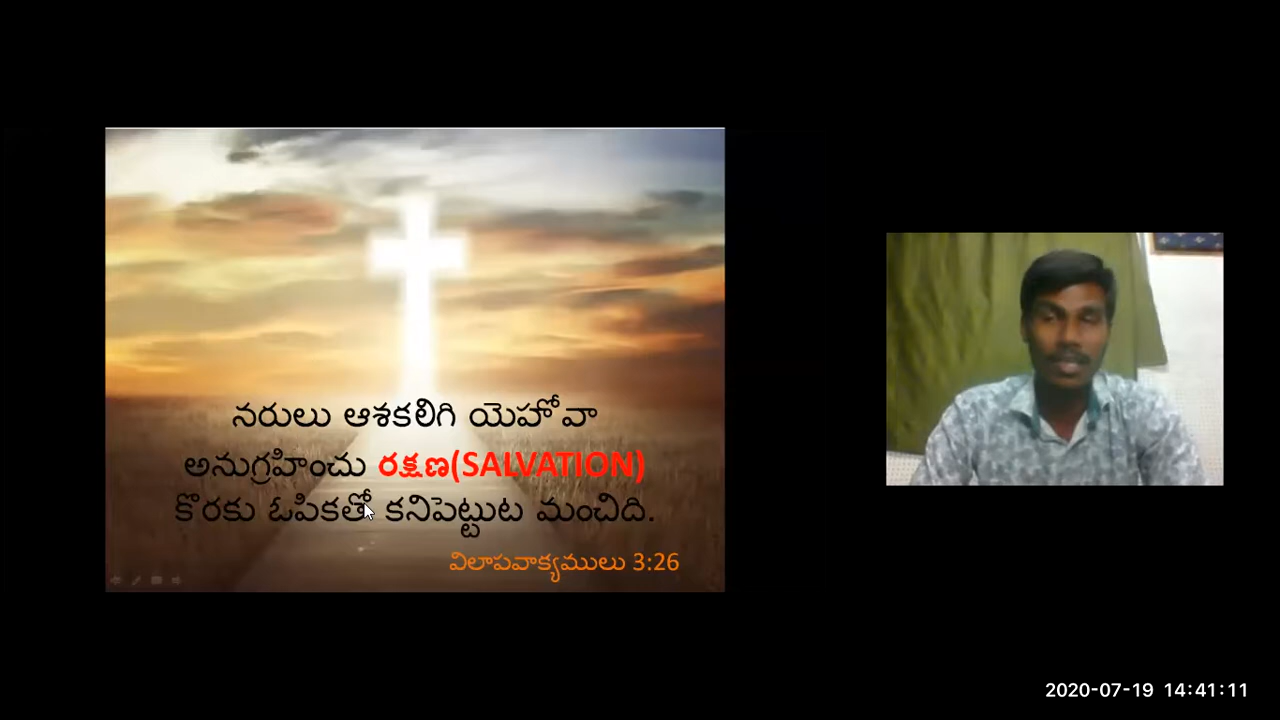 నరులు ఆశకలిగి యెహోవా
అనుగ్రహించు రక్షణ(SALVATION)
కొరకు ఓపికతో కనిపెట్టుట మంచిది.
విలాపవాక్యములు 3:26
2020-07-19 14:41:11